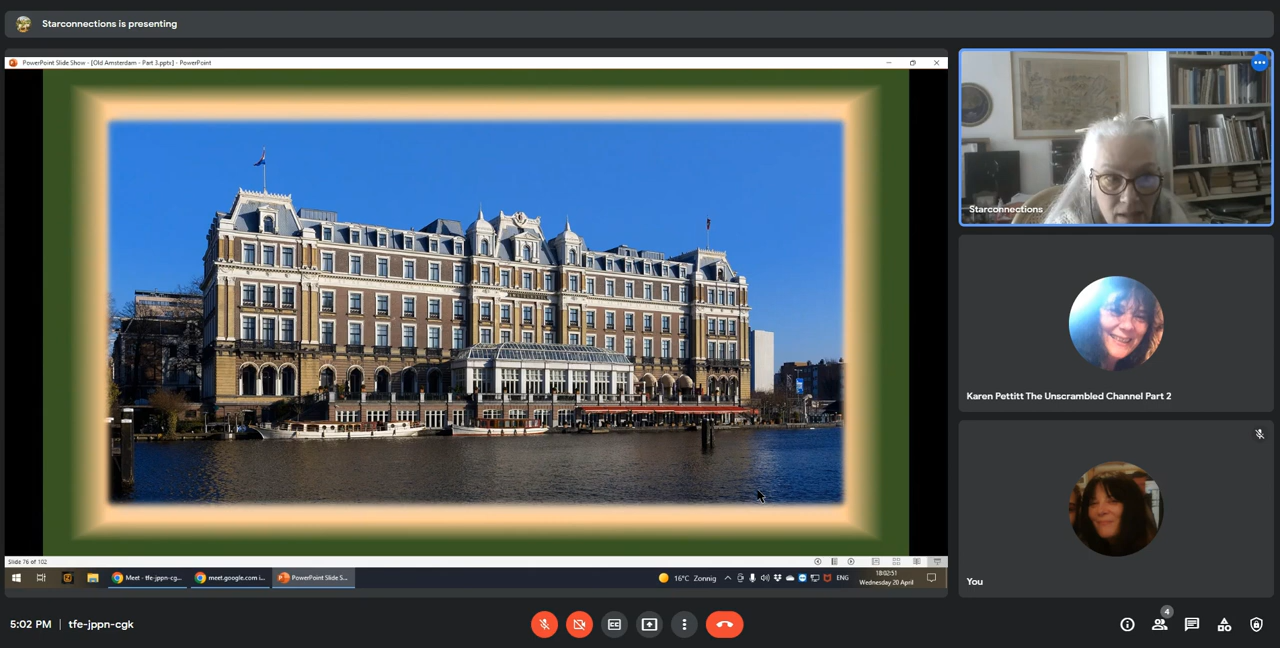 Starconnections is presenting
PowerPoint Slide Show - [Old Amsterdam - Part 3.pptx] - PowerPoint
Starconnections
Karen Pettitt The Unscrambled Channel Part 2
You
Slide 76 of 102
Meet - tfe-jppn-cg...
meet.google.com i...
PowerPoint Slide S...
16°C Zonnig
ENG
18:02:51
Wednesday 20 April
5:02 PM | tfe-jppn-cgk
4